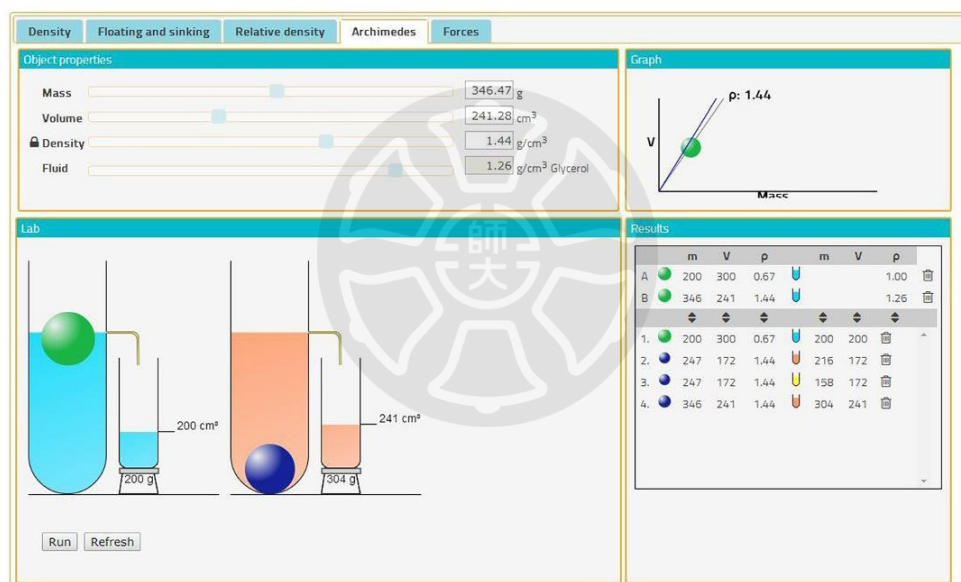 Density Floating and sinking Relative density Archimedes Forces
Object properties
Mass 346.47 g
Volume 241.28 cm³
Density 1.44 g/cm³
Fluid 1.26 g/cm³ Glycerol
Graph
ρ: 1.44
V
Mass
Lab
200 cm³
241 cm³
200 g
304 g
Run Refresh
師大
Results
m V ρ m V ρ
A 200 300 0.67 1.00
B 346 241 1.44 1.26
1. 200 300 0.67 200 200
2. 247 172 1.44 216 172
3. 247 172 1.44 158 172
4. 346 241 1.44 304 241